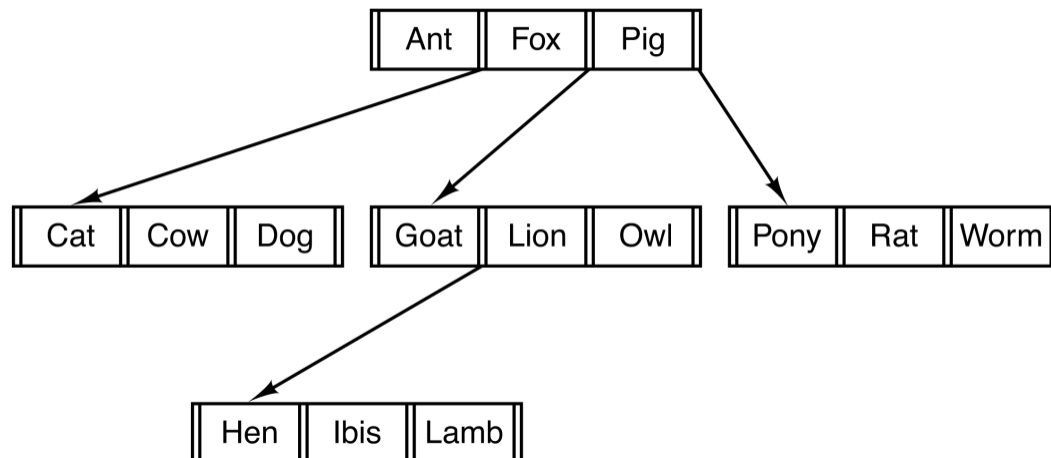 Ant Fox Pig
Cat Cow Dog Goat Lion Owl Pony Rat Worm
Hen Ibis Lamb